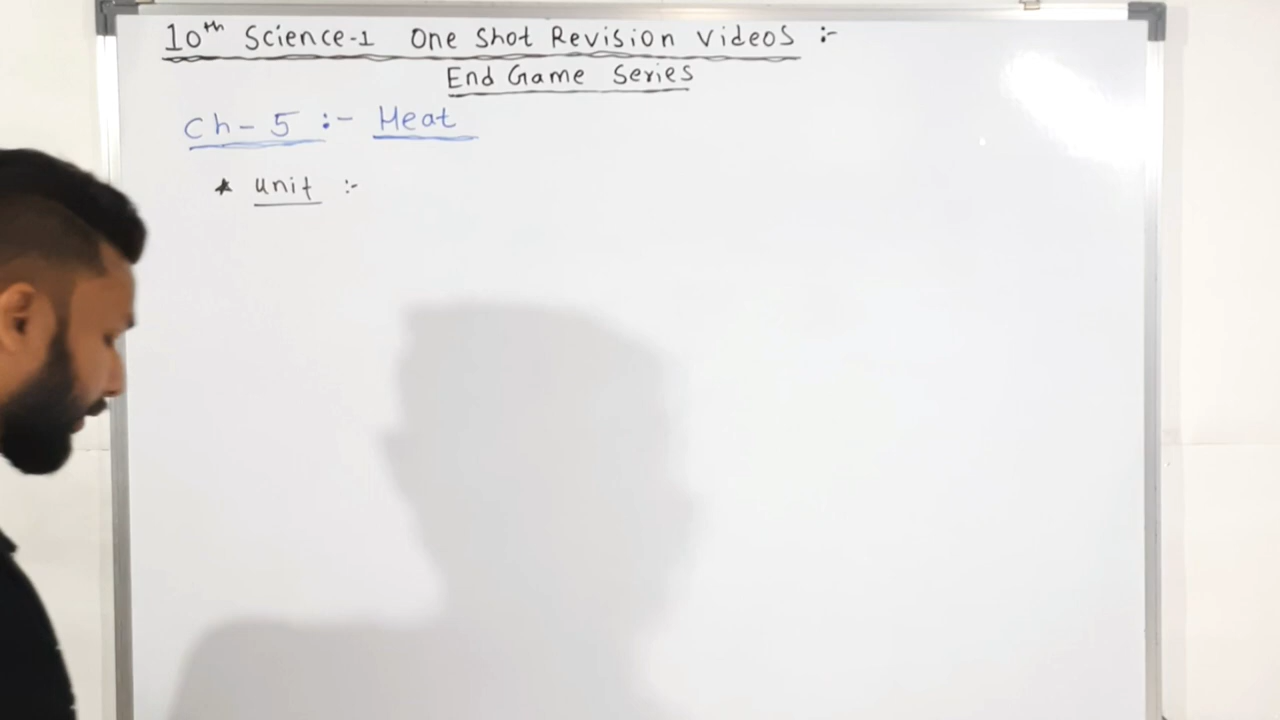 10th Science-1 One Shot Revision Videos :-
End Game Series
Ch-5 :- Heat
* Unit :-